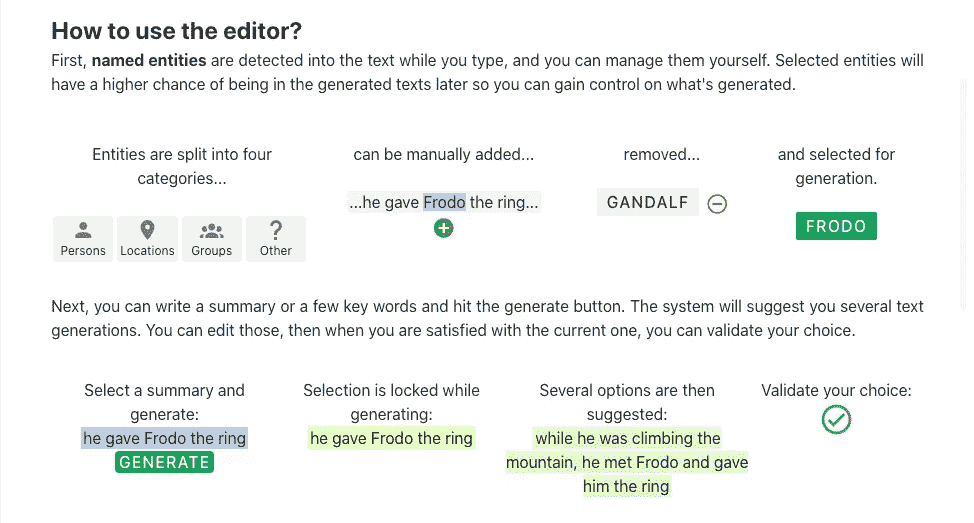 How to use the editor?
First, named entities are detected into the text while you type, and you can manage them yourself. Selected entities will
have a higher chance of being in the generated texts later so you can gain control on what's generated.
Entities are split into four
categories...
Persons
Locations
Groups
Other
can be manually added...
...he gave Frodo the ring...
removed...
GANDALF
and selected for
generation.
FRODO
Next, you can write a summary or a few key words and hit the generate button. The system will suggest you several text
generations. You can edit those, then when you are satisfied with the current one, you can validate your choice.
Select a summary and
generate:
he gave Frodo the ring
GENERATE
Selection is locked while
generating:
he gave Frodo the ring
Several options are then
suggested:
while he was climbing the
mountain, he met Frodo and gave
him the ring
Validate your choice: